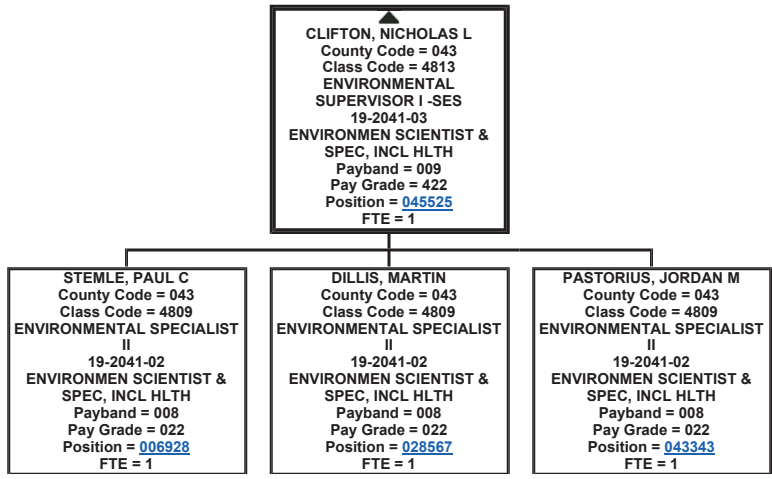 CLIFTON, NICHOLAS L
County Code = 043
Class Code = 4813
ENVIRONMENTAL
SUPERVISOR I -SES
19-2041-03
ENVIRONMEN SCIENTIST &
SPEC, INCL HLTH
Payband = 009
Pay Grade = 422
Position = 045525
FTE = 1
STEMLE, PAUL C
County Code = 043
Class Code = 4809
ENVIRONMENTAL SPECIALIST
II
19-2041-02
ENVIRONMEN SCIENTIST &
SPEC, INCL HLTH
Payband = 008
Pay Grade = 022
Position = 006928
FTE = 1
DILLIS, MARTIN
County Code = 043
Class Code = 4809
ENVIRONMENTAL SPECIALIST
II
19-2041-02
ENVIRONMEN SCIENTIST &
SPEC, INCL HLTH
Payband = 008
Pay Grade = 022
Position = 028567
FTE = 1
PASTORIUS, JORDAN M
County Code = 043
Class Code = 4809
ENVIRONMENTAL SPECIALIST
II
19-2041-02
ENVIRONMEN SCIENTIST &
SPEC, INCL HLTH
Payband = 008
Pay Grade = 022
Position = 043343
FTE = 1